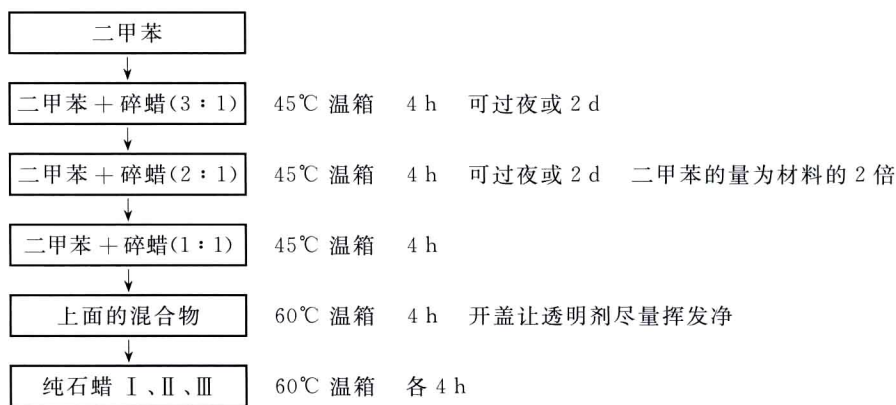 二甲苯
二甲苯＋碎蜡(3∶1) 45℃ 温箱 4 h 可过夜或 2 d
二甲苯＋碎蜡(2∶1) 45℃ 温箱 4 h 可过夜或 2 d 二甲苯的量为材料的 2 倍
二甲苯＋碎蜡(1∶1) 45℃ 温箱 4 h
上面的混合物 60℃ 温箱 4 h 开盖让透明剂尽量挥发净
纯石蜡 Ⅰ、Ⅱ、Ⅲ 60℃ 温箱 各 4 h